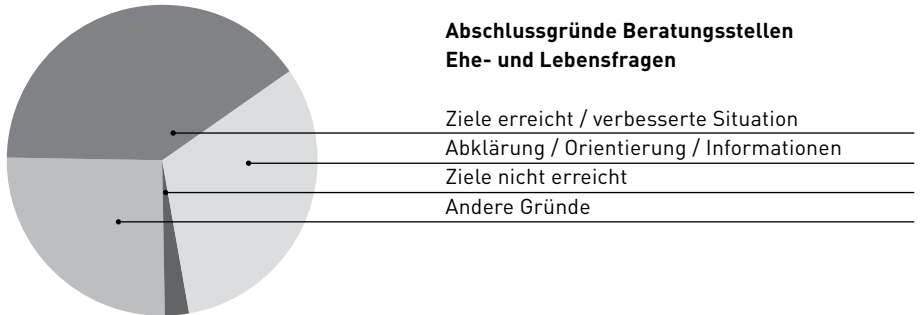 Abschlussgründe Beratungsstellen
Ehe- und Lebensfragen
Ziele erreicht / verbesserte Situation
Abklärung / Orientierung / Informationen
Ziele nicht erreicht
Andere Gründe